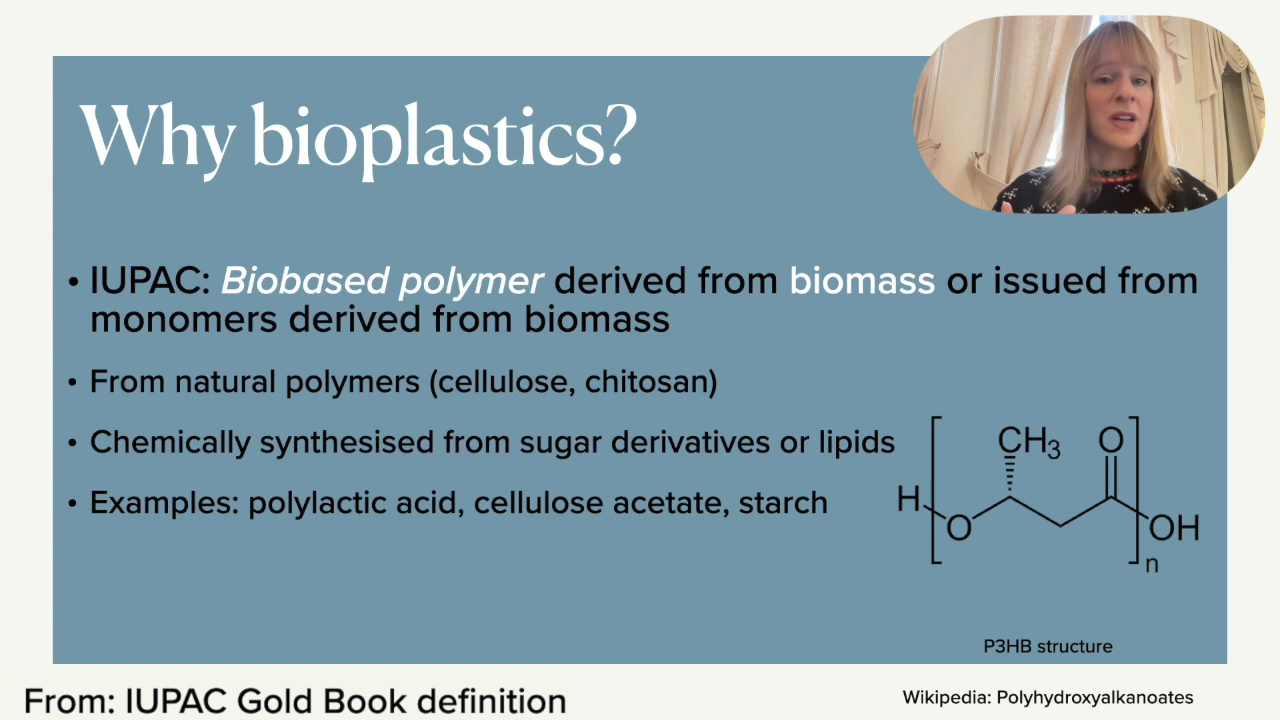 Why bioplastics?
• IUPAC: Biobased polymer derived from biomass or issued from
monomers derived from biomass
• From natural polymers (cellulose, chitosan)
• Chemically synthesised from sugar derivatives or lipids
• Examples: polylactic acid, cellulose acetate, starch
CH3 O
H
O OH
n
P3HB structure
From: IUPAC Gold Book definition
Wikipedia: Polyhydroxyalkanoates